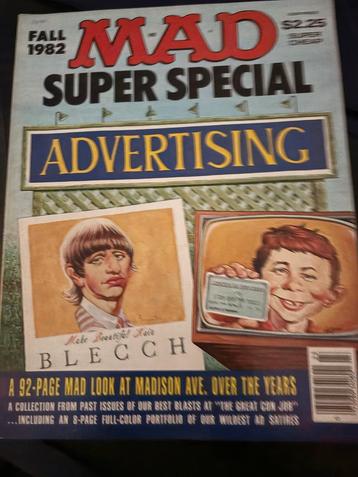 FALL
1982
MAD
$2.25
SUPER
CHEAP
SUPER SPECIAL
ADVERTISING
Make Beautiful Hair
BLECCH
A 92-PAGE MAD LOOK AT MADISON AVE. OVER THE YEARS
A COLLECTION FROM PAST ISSUES OF OUR BEST BLASTS AT "THE GREAT CON JOB"
...INCLUDING AN 8-PAGE FULL-COLOR PORTFOLIO OF OUR WILDEST AD SATIRES